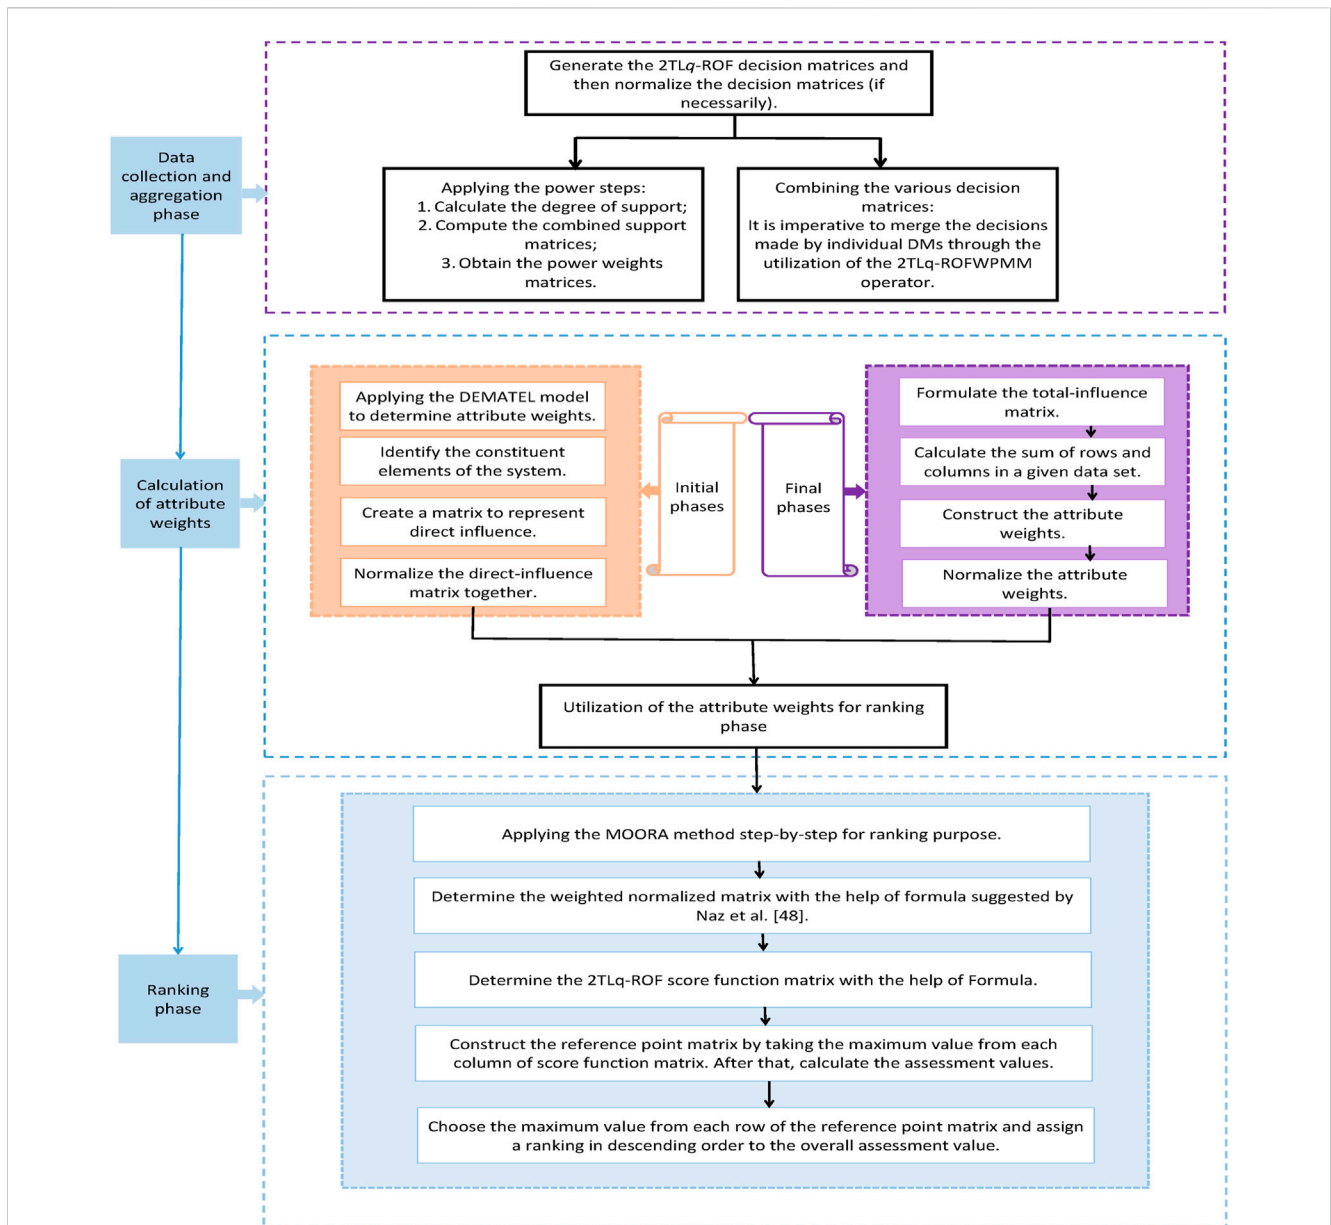 Generate the 2TLq-ROF decision matrices and
then normalize the decision matrices (if
necessarily).
Data
collection and
aggregation
phase
Applying the power steps:
1. Calculate the degree of support;
2. Compute the combined support
matrices;
3. Obtain the power weights
matrices.
Combining the various decision
matrices:
It is imperative to merge the decisions
made by individual DMs through the
utilization of the 2TLq-ROFWPMM
operator.
Calculation
of attribute
weights
Applying the DEMATEL model
to determine attribute weights.
Identify the constituent
elements of the system.
Create a matrix to represent
direct influence.
Normalize the direct-influence
matrix together.
Initial
phases
Final
phases
Formulate the total-influence
matrix.
Calculate the sum of rows and
columns in a given data set.
Construct the attribute
weights.
Normalize the attribute
weights.
Utilization of the attribute weights for ranking
phase
Ranking
phase
Applying the MOORA method step-by-step for ranking purpose.
Determine the weighted normalized matrix with the help of formula suggested by
Naz et al. [48].
Determine the 2TLq-ROF score function matrix with the help of Formula.
Construct the reference point matrix by taking the maximum value from each
column of score function matrix. After that, calculate the assessment values.
Choose the maximum value from each row of the reference point matrix and assign
a ranking in descending order to the overall assessment value.